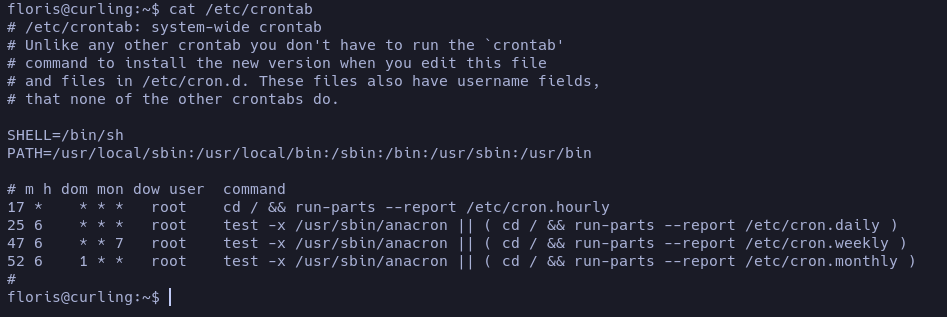 floris@curling:~$ cat /etc/crontab
# /etc/crontab: system-wide crontab
# Unlike any other crontab you don't have to run the `crontab'
# command to install the new version when you edit this file
# and files in /etc/cron.d. These files also have username fields,
# that none of the other crontabs do.

SHELL=/bin/sh
PATH=/usr/local/sbin:/usr/local/bin:/sbin:/bin:/usr/sbin:/usr/bin

# m h dom mon dow user  command
17 *    * * *   root    cd / && run-parts --report /etc/cron.hourly
25 6    * * *   root    test -x /usr/sbin/anacron || ( cd / && run-parts --report /etc/cron.daily )
47 6    * * 7   root    test -x /usr/sbin/anacron || ( cd / && run-parts --report /etc/cron.weekly )
52 6    1 * *   root    test -x /usr/sbin/anacron || ( cd / && run-parts --report /etc/cron.monthly )
#
floris@curling:~$